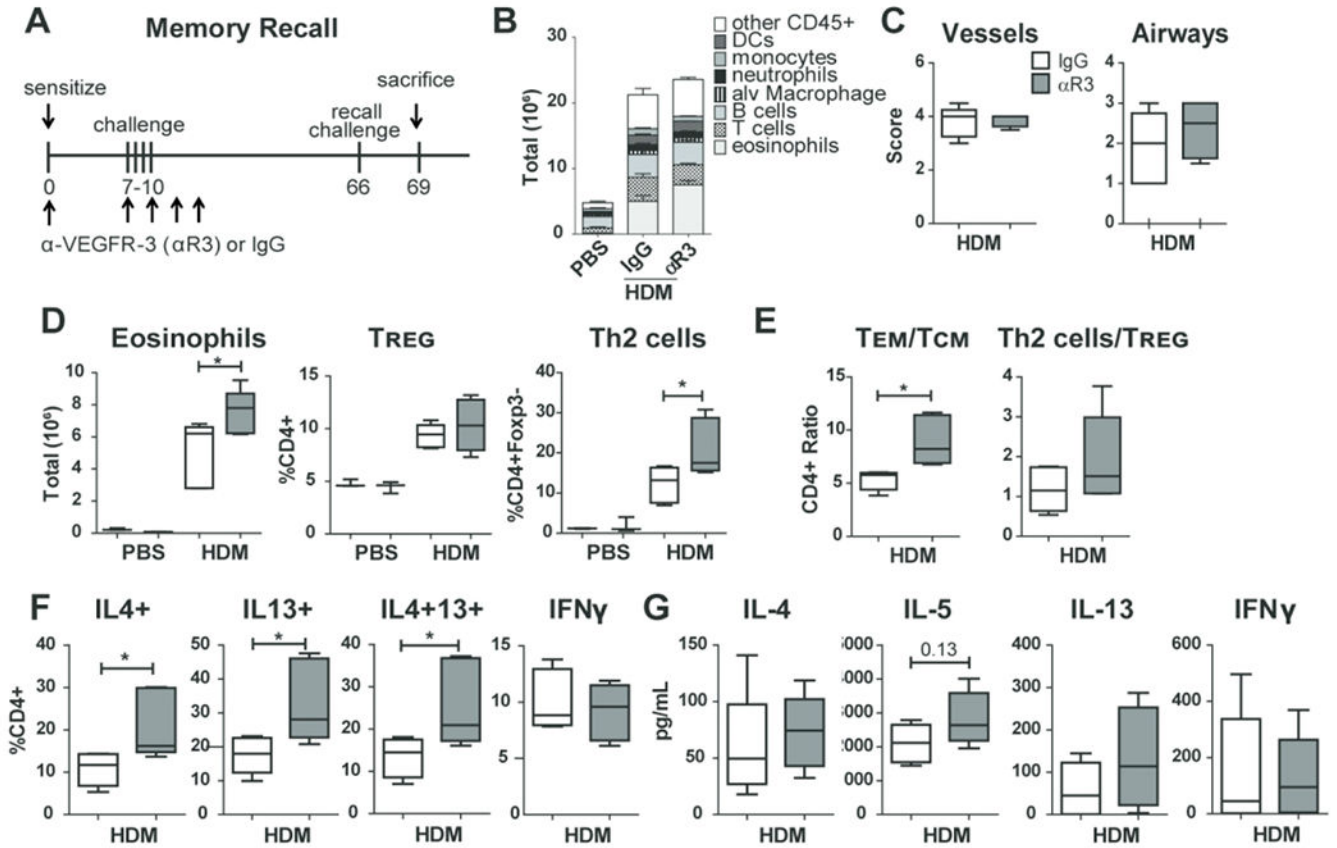 A
Memory Recall
sensitize
challenge
recall
challenge
sacrifice
0
7-10
66
69
α-VEGFR-3 (αR3) or IgG
B
Total (10⁶)
30
20
10
0
PBS
IgG
αR3
HDM
other CD45+
DCs
monocytes
neutrophils
alv Macrophage
B cells
T cells
eosinophils
C
Vessels
Airways
IgG
αR3
Score
6
4
2
0
HDM
4
3
2
1
0
HDM
D
Eosinophils
Total (10⁶)
10
8
6
4
2
0
*
PBS
HDM
TREG
%CD4+
15
10
5
0
PBS
HDM
Th2 cells
%CD4+Foxp3-
40
30
20
10
0
*
PBS
HDM
E
TEM/TCM
CD4+ Ratio
15
10
5
0
*
HDM
Th2 cells/TREG
4
3
2
1
0
HDM
F
IL4+
%CD4+
40
30
20
10
0
*
HDM
IL13+
50
40
30
20
10
0
*
HDM
IL4+13+
40
30
20
10
0
*
HDM
IFNγ
15
10
5
0
HDM
G
IL-4
pg/mL
150
100
50
0
HDM
IL-5
000
000
000
000
000
0
0.13
HDM
IL-13
400
300
200
100
0
HDM
IFNγ
600
400
200
0
HDM